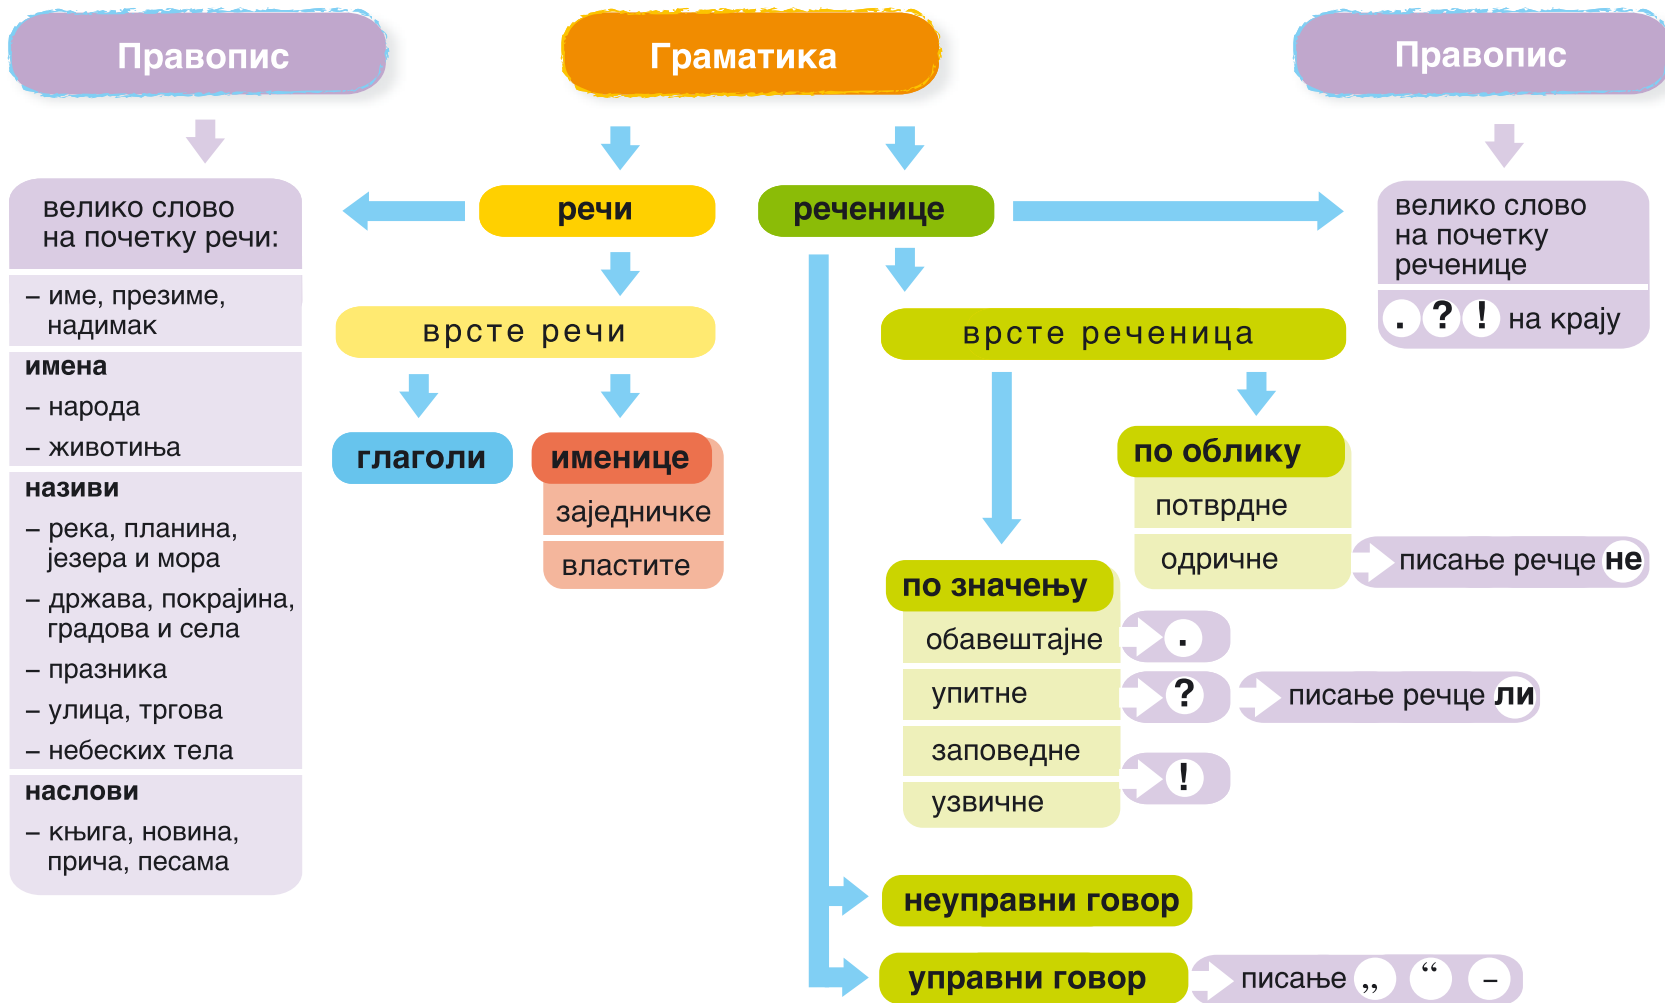 Правопис
Граматика
Правопис
велико слово
на почетку речи:
– име, презиме,
надимак
имена
– народа
– животиња
називи
– река, планина,
језера и мора
– држава, покрајина,
градова и села
– празника
– улица, тргова
– небеских тела
наслови
– књига, новина,
прича, песама
речи
врсте речи
глаголи
именице
заједничке
властите
реченице
врсте реченица
по облику
потврдне
одричне
писање речце не
по значењу
обавештајне .
упитне ? писање речце ли
заповедне
!
узвичне
неуправни говор
управни говор писање „ “ –
велико слово
на почетку
реченице
. ? ! на крају